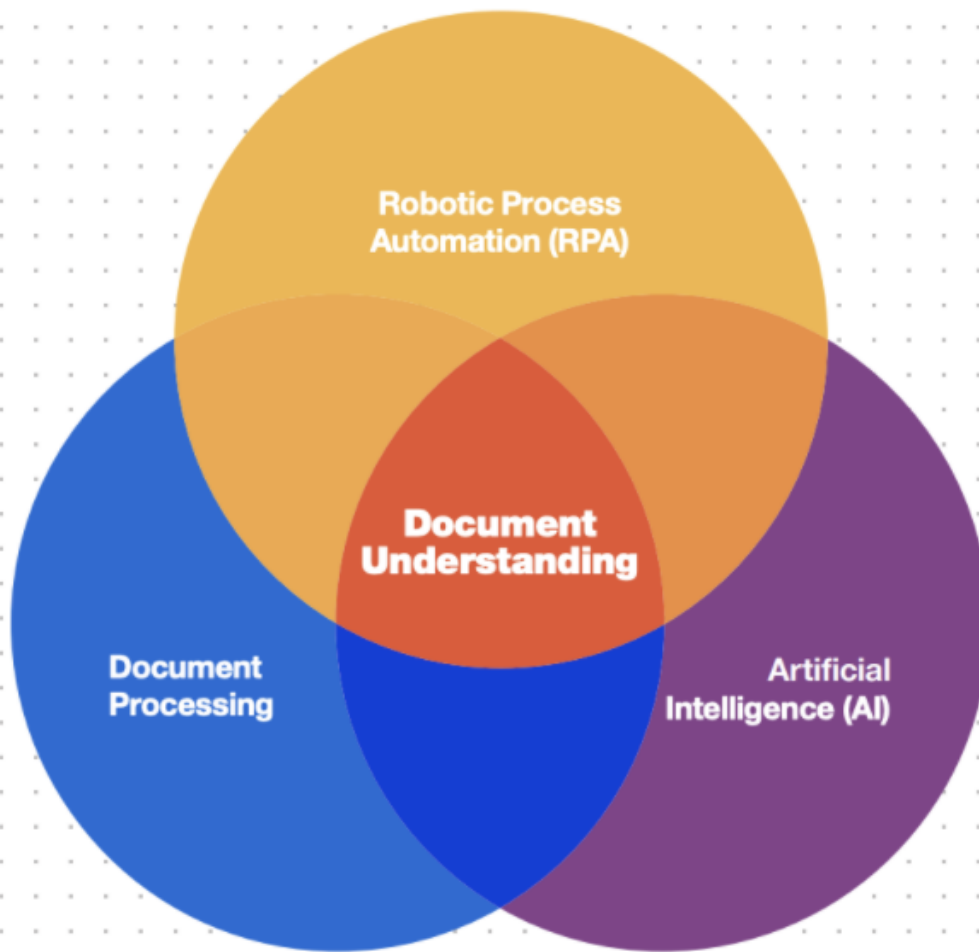 Robotic Process
Automation (RPA)
Document
Understanding
Document
Processing
Artificial
Intelligence (AI)